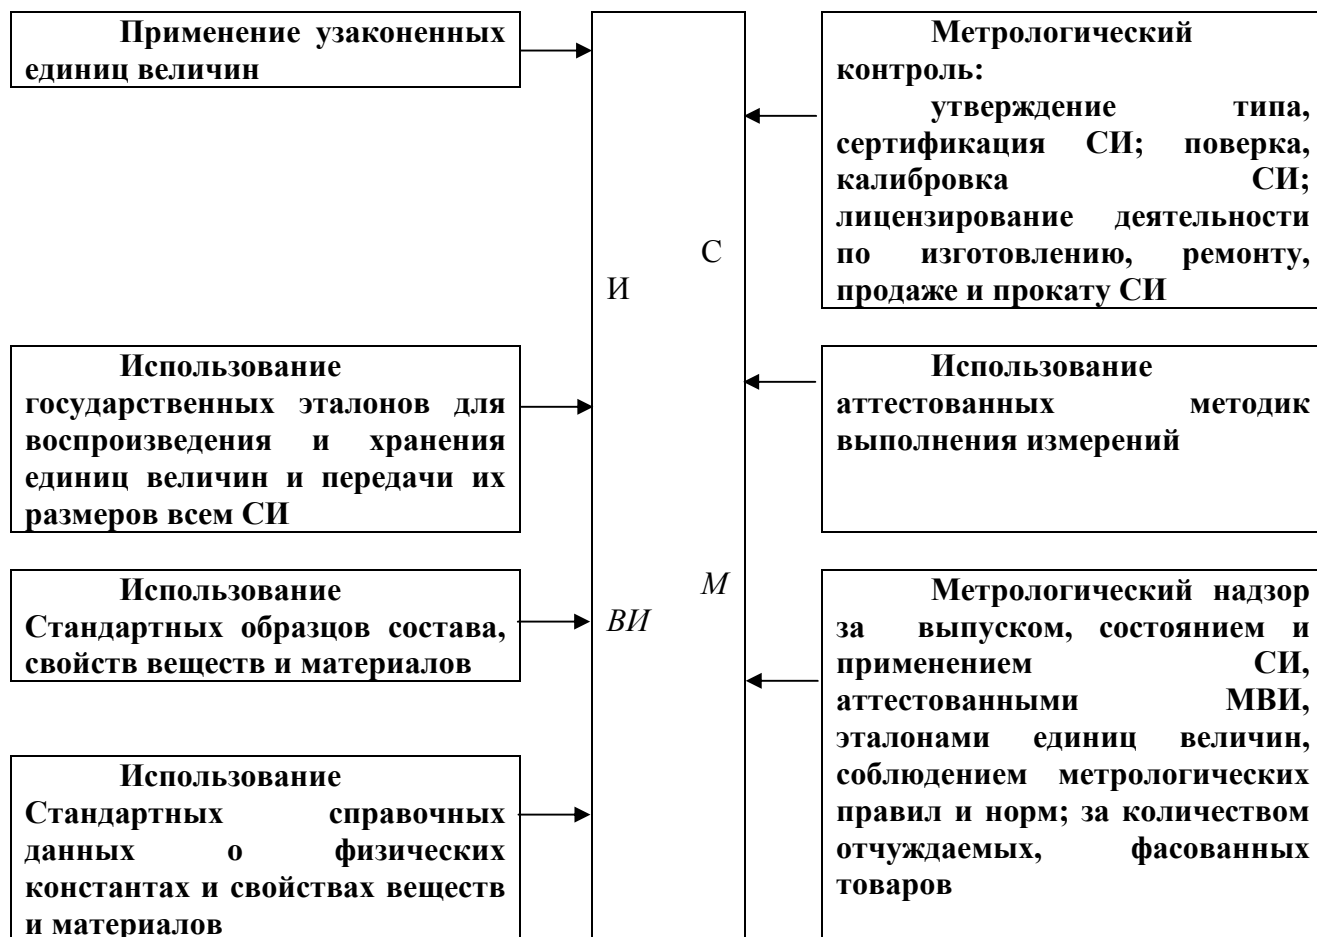 Применение узаконенных
единиц величин
Использование
государственных эталонов для
воспроизведения и хранения
единиц величин и передачи их
размеров всем СИ
Использование
Стандартных образцов состава,
свойств веществ и материалов
Использование
Стандартных справочных
данных о физических
константах и свойствах веществ
и материалов
С
И
М
ВИ
Метрологический
контроль:
утверждение типа,
сертификация СИ; поверка,
калибровка СИ;
лицензирование деятельности
по изготовлению, ремонту,
продаже и прокату СИ
Использование
аттестованных методик
выполнения измерений
Метрологический надзор
за выпуском, состоянием и
применением СИ,
аттестованными МВИ,
эталонами единиц величин,
соблюдением метрологических
правил и норм; за количеством
отчуждаемых, фасованных
товаров